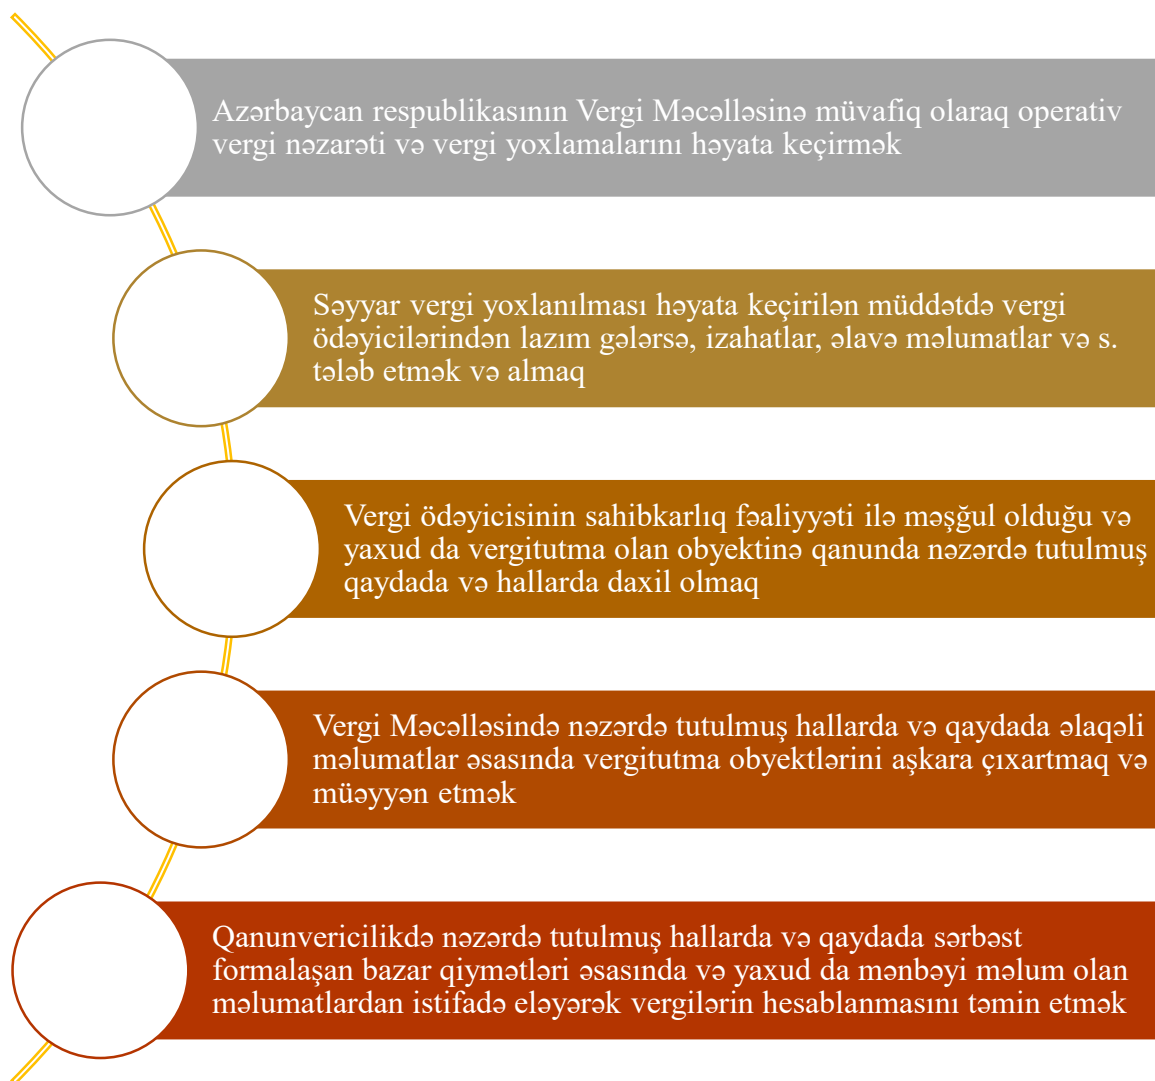 Azərbaycan respublikasının Vergi Məcəlləsinə müvafiq olaraq operativ
vergi nəzarəti və vergi yoxlamalarını həyata keçirmək
Səyyar vergi yoxlanılması həyata keçirilən müddətdə vergi
ödəyicilərindən lazım gələrsə, izahatlar, əlavə məlumatlar və s.
tələb etmək və almaq
Vergi ödəyicisinin sahibkarlıq fəaliyyəti ilə məşğul olduğu və
yaxud da vergitutma olan obyektinə qanunda nəzərdə tutulmuş
qaydada və hallarda daxil olmaq
Vergi Məcəlləsində nəzərdə tutulmuş hallarda və qaydada əlaqəli
məlumatlar əsasında vergitutma obyektlərini aşkara çıxartmaq və
müəyyən etmək
Qanunvericilikdə nəzərdə tutulmuş hallarda və qaydada sərbəst
formalaşan bazar qiymətləri əsasında və yaxud da mənbəyi məlum olan
məlumatlardan istifadə eləyərək vergilərin hesablanmasını təmin etmək